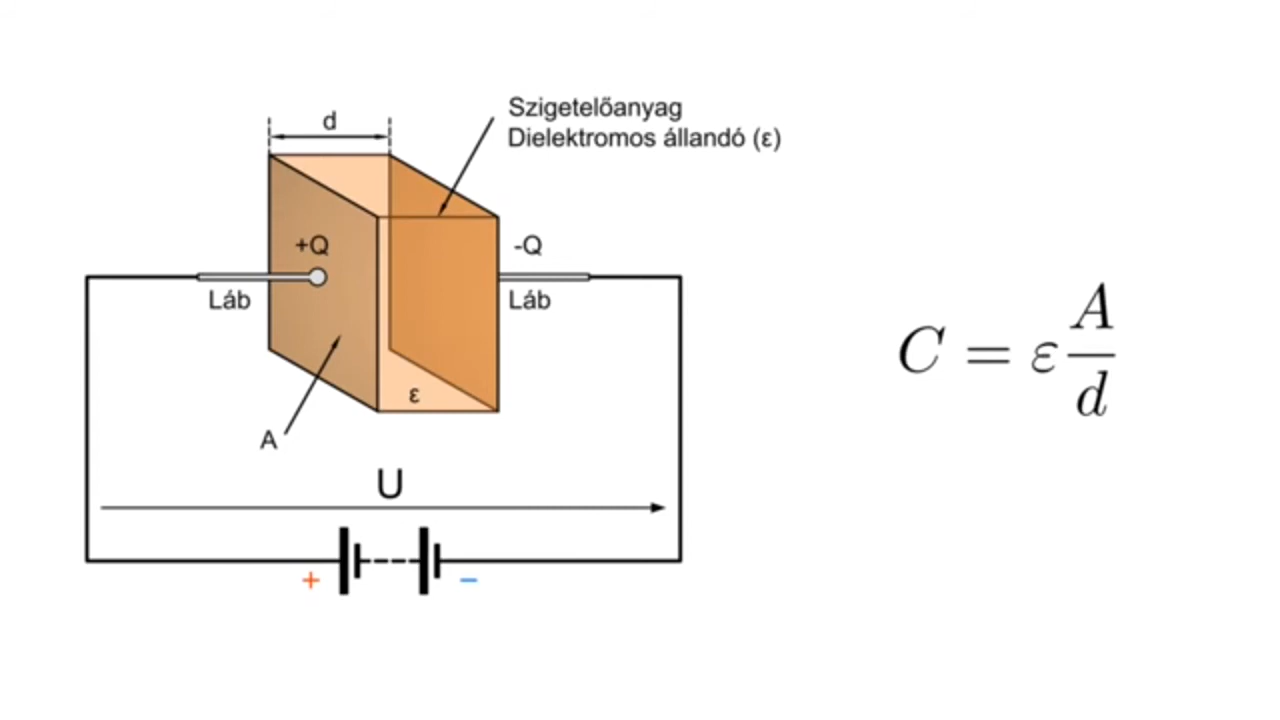 d
Szigetelőanyag
Dielektromos állandó (ε)
+Q
-Q
Láb
Láb
C = ε A/d
ε
A
U
+
−